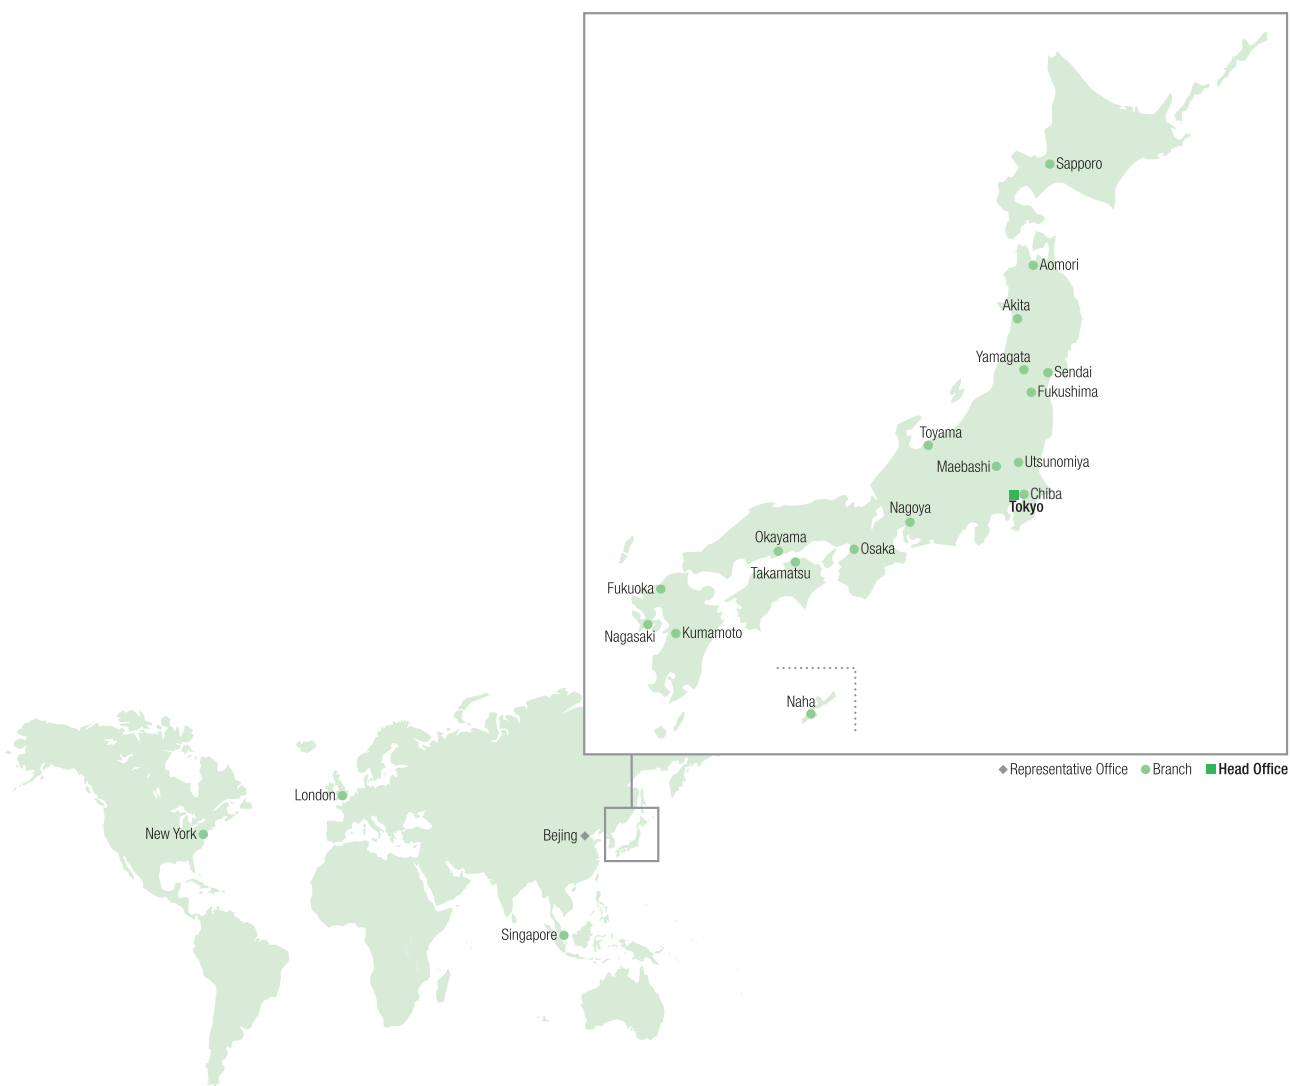 Sapporo
Aomori
Akita
Yamagata
Sendai
Fukushima
Toyama
Maebashi
Utsunomiya
Chiba
Tokyo
Nagoya
Okayama
Osaka
Takamatsu
Fukuoka
Nagasaki
Kumamoto
Naha
Representative Office
Branch
Head Office
London
New York
Bejing
Singapore